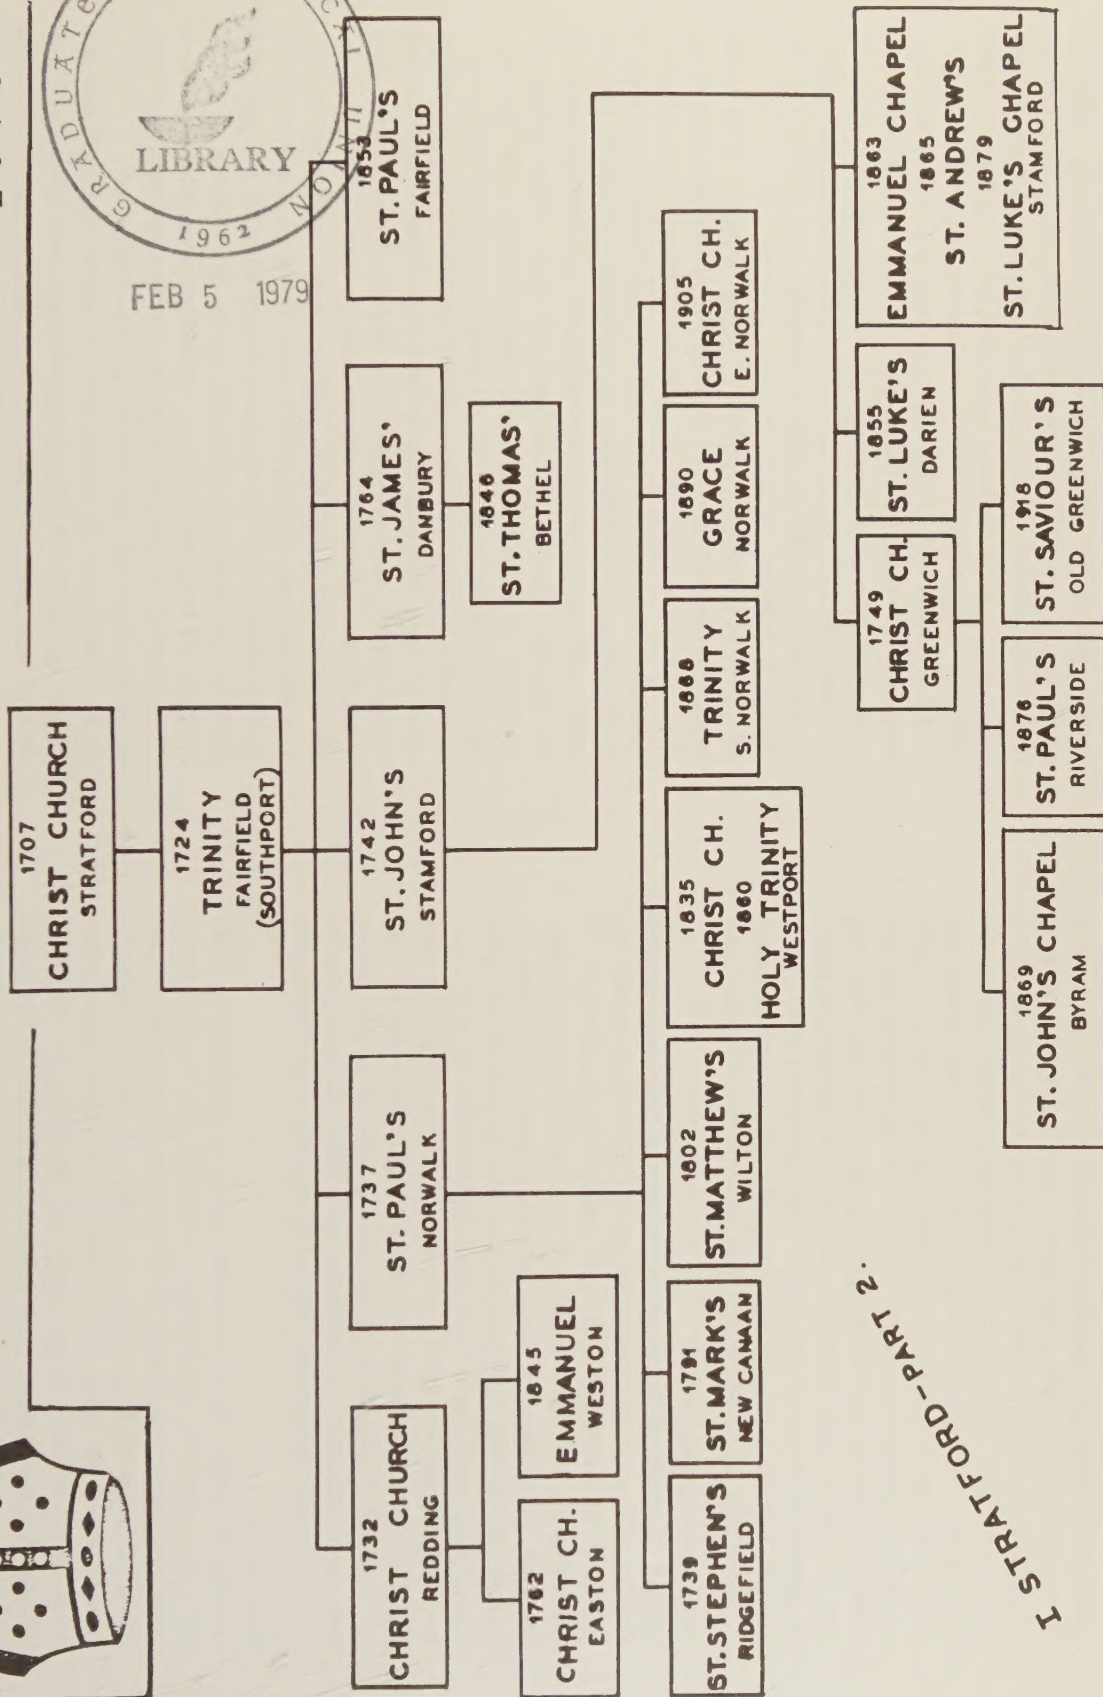 1707
CHRIST CHURCH
STRATFORD
1724
TRINITY
FAIRFIELD
(SOUTHPORT)
1732
CHRIST CHURCH
REDDING
1737
ST. PAUL'S
NORWALK
1742
ST. JOHN'S
STAMFORD
1764
ST. JAMES'
DANBURY
1853
ST. PAUL'S
FAIRFIELD
1762
CHRIST CH.
EASTON
1845
EMMANUEL
WESTON
1846
ST. THOMAS'
BETHEL
1739
ST. STEPHEN'S
RIDGEFIELD
1791
ST. MARK'S
NEW CANAAN
1802
ST. MATTHEW'S
WILTON
1835
CHRIST CH.
1860
HOLY TRINITY
WESTPORT
1868
TRINITY
S. NORWALK
1890
GRACE
NORWALK
1905
CHRIST CH.
E. NORWALK
1749
CHRIST CH.
GREENWICH
1855
ST. LUKE'S
DARIEN
1863
EMMANUEL CHAPEL
1865
ST. ANDREW'S
1879
ST. LUKE'S CHAPEL
STAMFORD
1869
ST. JOHN'S CHAPEL
BYRAM
1876
ST. PAUL'S
RIVERSIDE
1918
ST. SAVIOUR'S
OLD GREENWICH
I STRATFORD-PART 2.
GRADUATE
UNION
LIBRARY
1962
FEB 5 1979